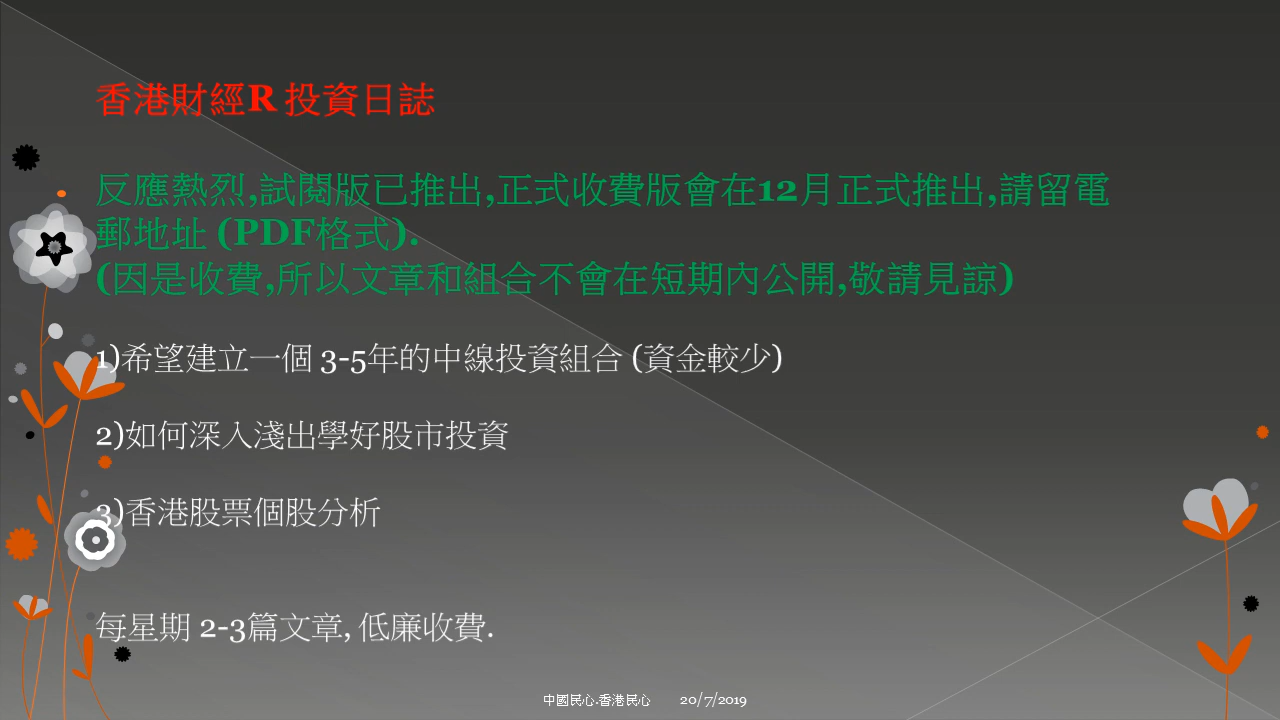 香港財經R 投資日誌
反應熱烈,試閱版已推出,正式收費版會在12月正式推出,請留電
郵地址 (PDF格式).
(因是收費,所以文章和組合不會在短期內公開,敬請見諒)
1)希望建立一個 3-5年的中線投資組合 (資金較少)
2)如何深入淺出學好股市投資
3)香港股票個股分析
每星期 2-3篇文章, 低廉收費.
中國民心.香港民心 20/7/2019